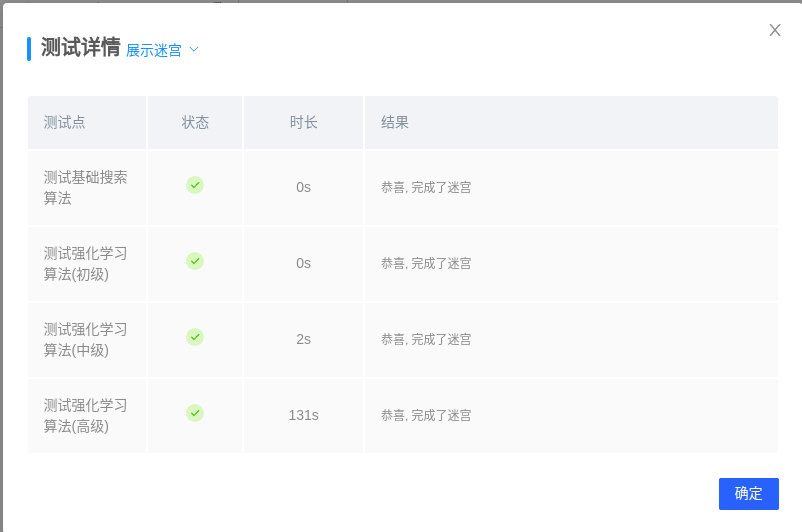 测试详情 展示迷宫
测试点 状态 时长 结果
测试基础搜索
算法
0s 恭喜, 完成了迷宫
测试强化学习
算法(初级)
0s 恭喜, 完成了迷宫
测试强化学习
算法(中级)
2s 恭喜, 完成了迷宫
测试强化学习
算法(高级)
131s 恭喜, 完成了迷宫
确定